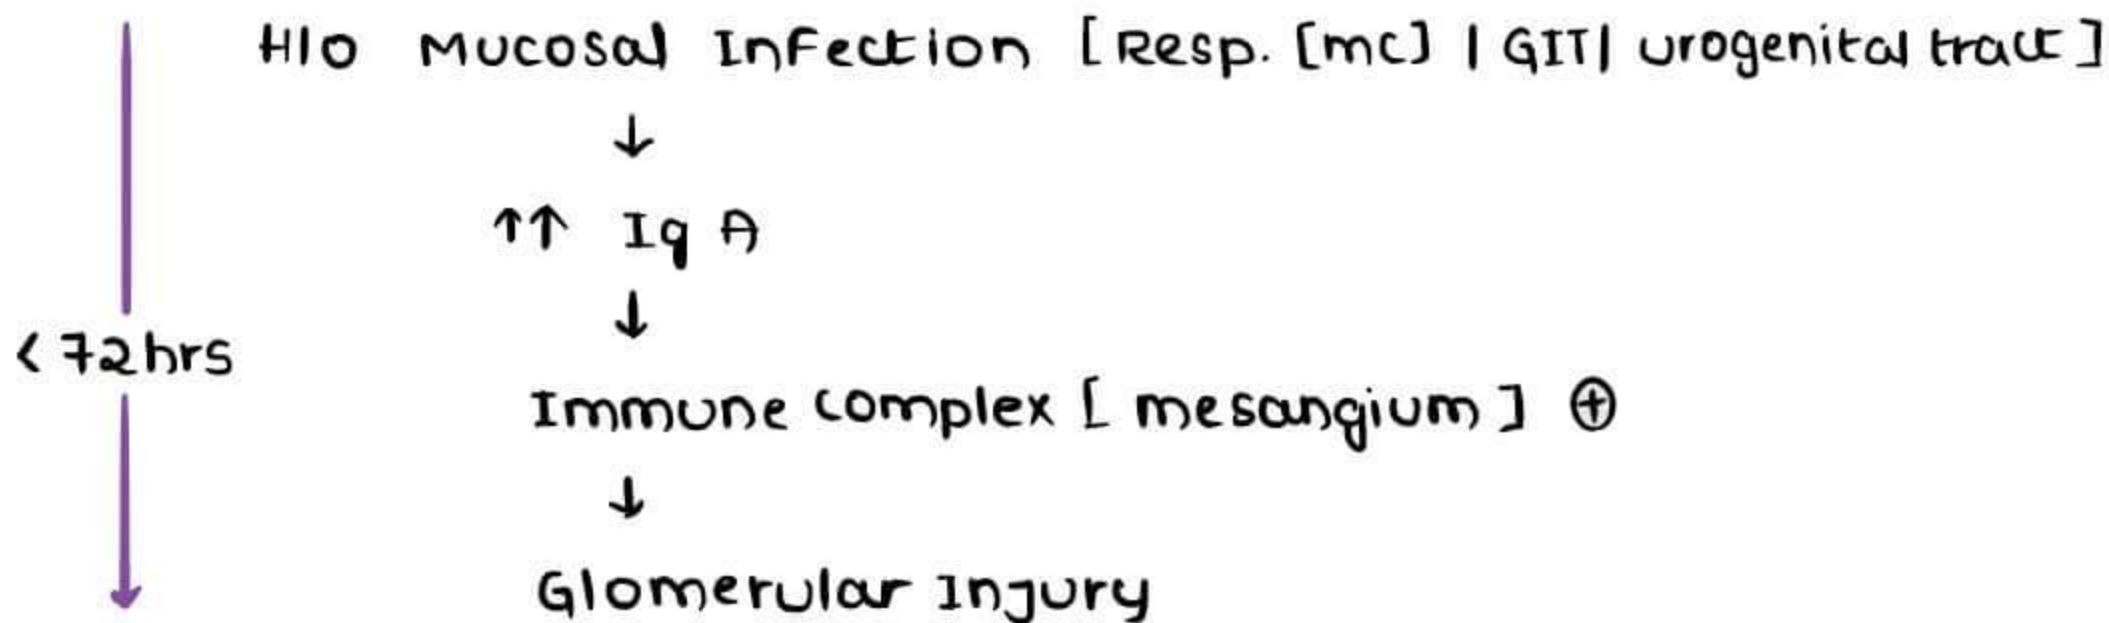 H/o Mucosal Infection [Resp. [mc] | GIT | urogenital tract]
↓
↑↑ Ig A
↓
<72hrs
Immune complex [mesangium] ⊕
↓
Glomerular Injury